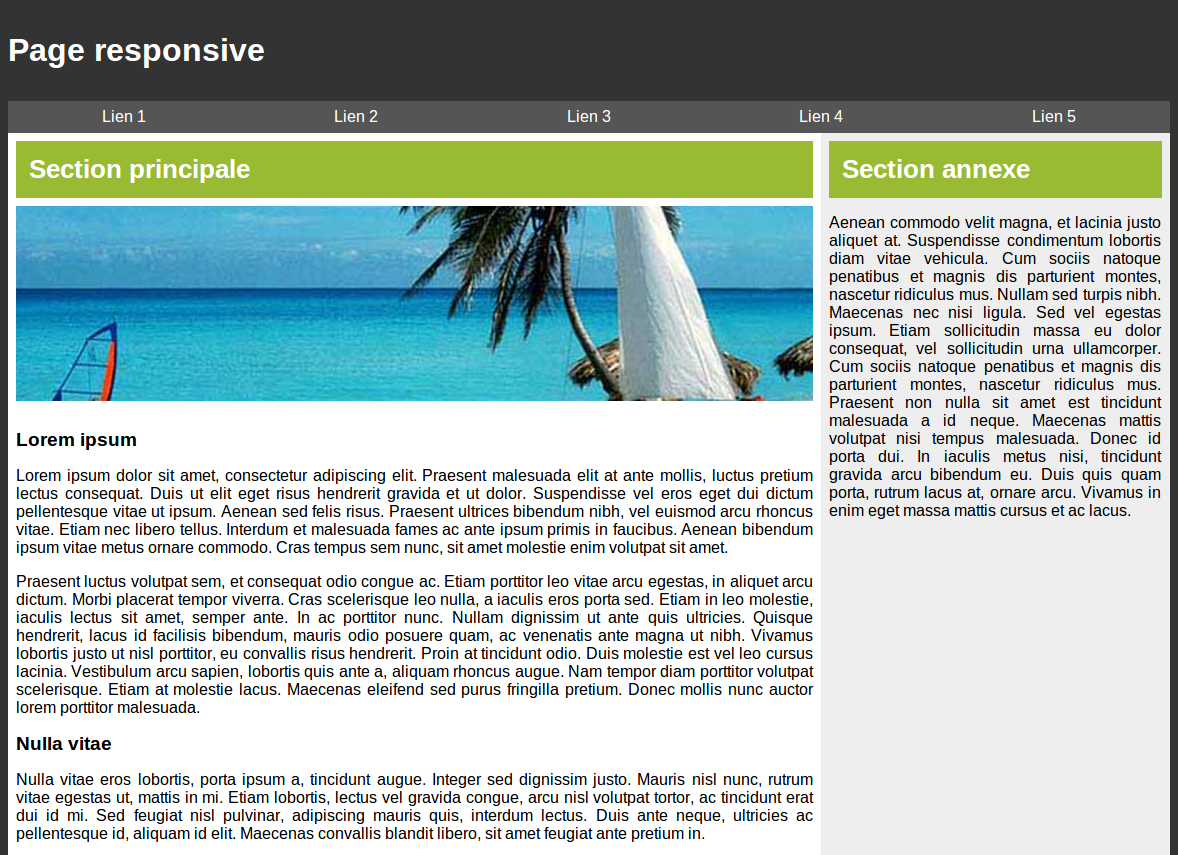 Page responsive
Lien 1 Lien 2 Lien 3 Lien 4 Lien 5
Section principale
Lorem ipsum
Lorem ipsum dolor sit amet, consectetur adipiscing elit. Praesent malesuada elit at ante mollis, luctus pretium
lectus consequat. Duis ut elit eget risus hendrerit gravida et ut dolor. Suspendisse vel eros eget dui dictum
pellentesque vitae ut ipsum. Aenean sed felis risus. Praesent ultrices bibendum nibh, vel euismod arcu rhoncus
vitae. Etiam nec libero tellus. Interdum et malesuada fames ac ante ipsum primis in faucibus. Aenean bibendum
ipsum vitae metus ornare commodo. Cras tempus sem nunc, sit amet molestie enim volutpat sit amet.
Praesent luctus volutpat sem, et consequat odio congue ac. Etiam porttitor leo vitae arcu egestas, in aliquet arcu
dictum. Morbi placerat tempor viverra. Cras scelerisque leo nulla, a iaculis eros porta sed. Etiam in leo molestie,
iaculis lectus sit amet, semper ante. In ac porttitor nunc. Nullam dignissim ut ante quis ultricies. Quisque
hendrerit, lacus id facilisis bibendum, mauris odio posuere quam, ac venenatis ante magna ut nibh. Vivamus
lobortis justo ut nisl porttitor, eu convallis risus hendrerit. Proin at tincidunt odio. Duis molestie est vel leo cursus
lacinia. Vestibulum arcu sapien, lobortis quis ante a, aliquam rhoncus augue. Nam tempor diam porttitor volutpat
scelerisque. Etiam at molestie lacus. Maecenas eleifend sed purus fringilla pretium. Donec mollis nunc auctor
lorem porttitor malesuada.
Nulla vitae
Nulla vitae eros lobortis, porta ipsum a, tincidunt augue. Integer sed dignissim justo. Mauris nisl nunc, rutrum
vitae egestas ut, mattis in mi. Etiam lobortis, lectus vel gravida congue, arcu nisl volutpat tortor, ac tincidunt erat
dui id mi. Sed feugiat nisl pulvinar, adipiscing mauris quis, interdum lectus. Duis ante neque, ultricies ac
pellentesque id, aliquam id elit. Maecenas convallis blandit libero, sit amet feugiat ante pretium in.
Section annexe
Aenean commodo velit magna, et lacinia justo
aliquet at. Suspendisse condimentum lobortis
diam vitae vehicula. Cum sociis natoque
penatibus et magnis dis parturient montes,
nascetur ridiculus mus. Nullam sed turpis nibh.
Maecenas nec nisi ligula. Sed vel egestas
ipsum. Etiam sollicitudin massa eu dolor
consequat, vel sollicitudin urna ullamcorper.
Cum sociis natoque penatibus et magnis dis
parturient montes, nascetur ridiculus mus.
Praesent non nulla sit amet est tincidunt
malesuada a id neque. Maecenas mattis
volutpat nisi tempus malesuada. Donec id
porta dui. In iaculis metus nisi, tincidunt
gravida arcu bibendum eu. Duis quis quam
porta, rutrum lacus at, ornare arcu. Vivamus in
enim eget massa mattis cursus et ac lacus.